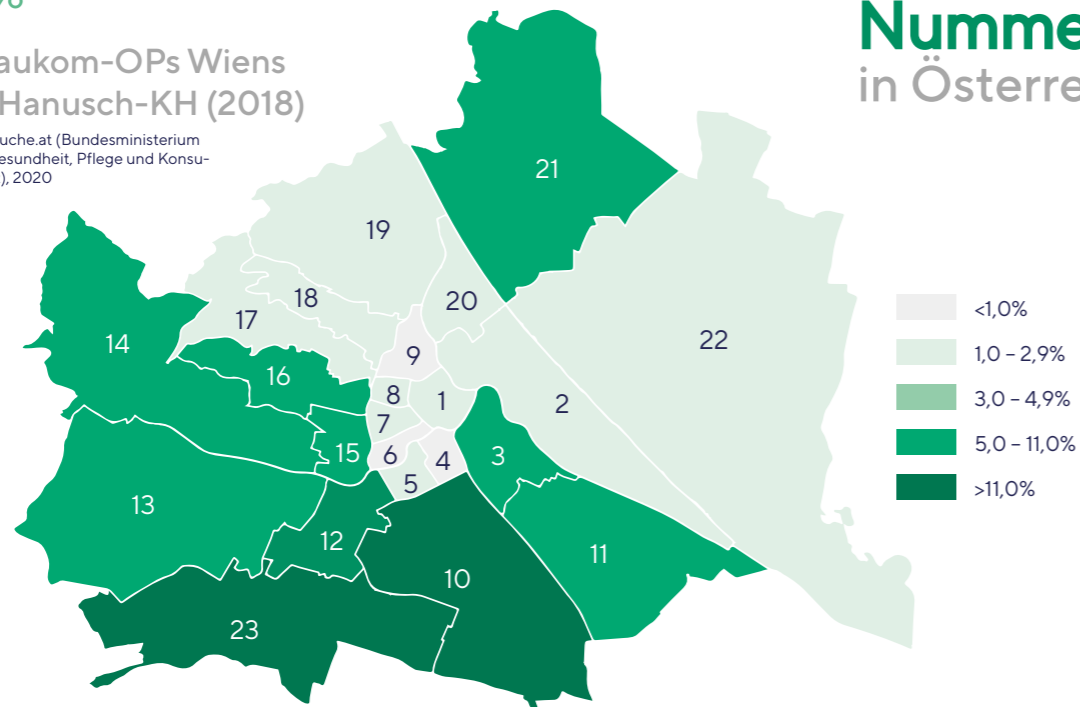 aukom-OPs Wiens
Hanusch-KH (2018)
uche.at (Bundesministerium
esundheit, Pflege und Konsu-
), 2020
Numme
in Österre
21
19
20
18
17
22
14
9
16
8
1
2
7
15
6
4
3
5
13
12
11
10
23
<1,0%
1,0 – 2,9%
3,0 – 4,9%
5,0 – 11,0%
>11,0%